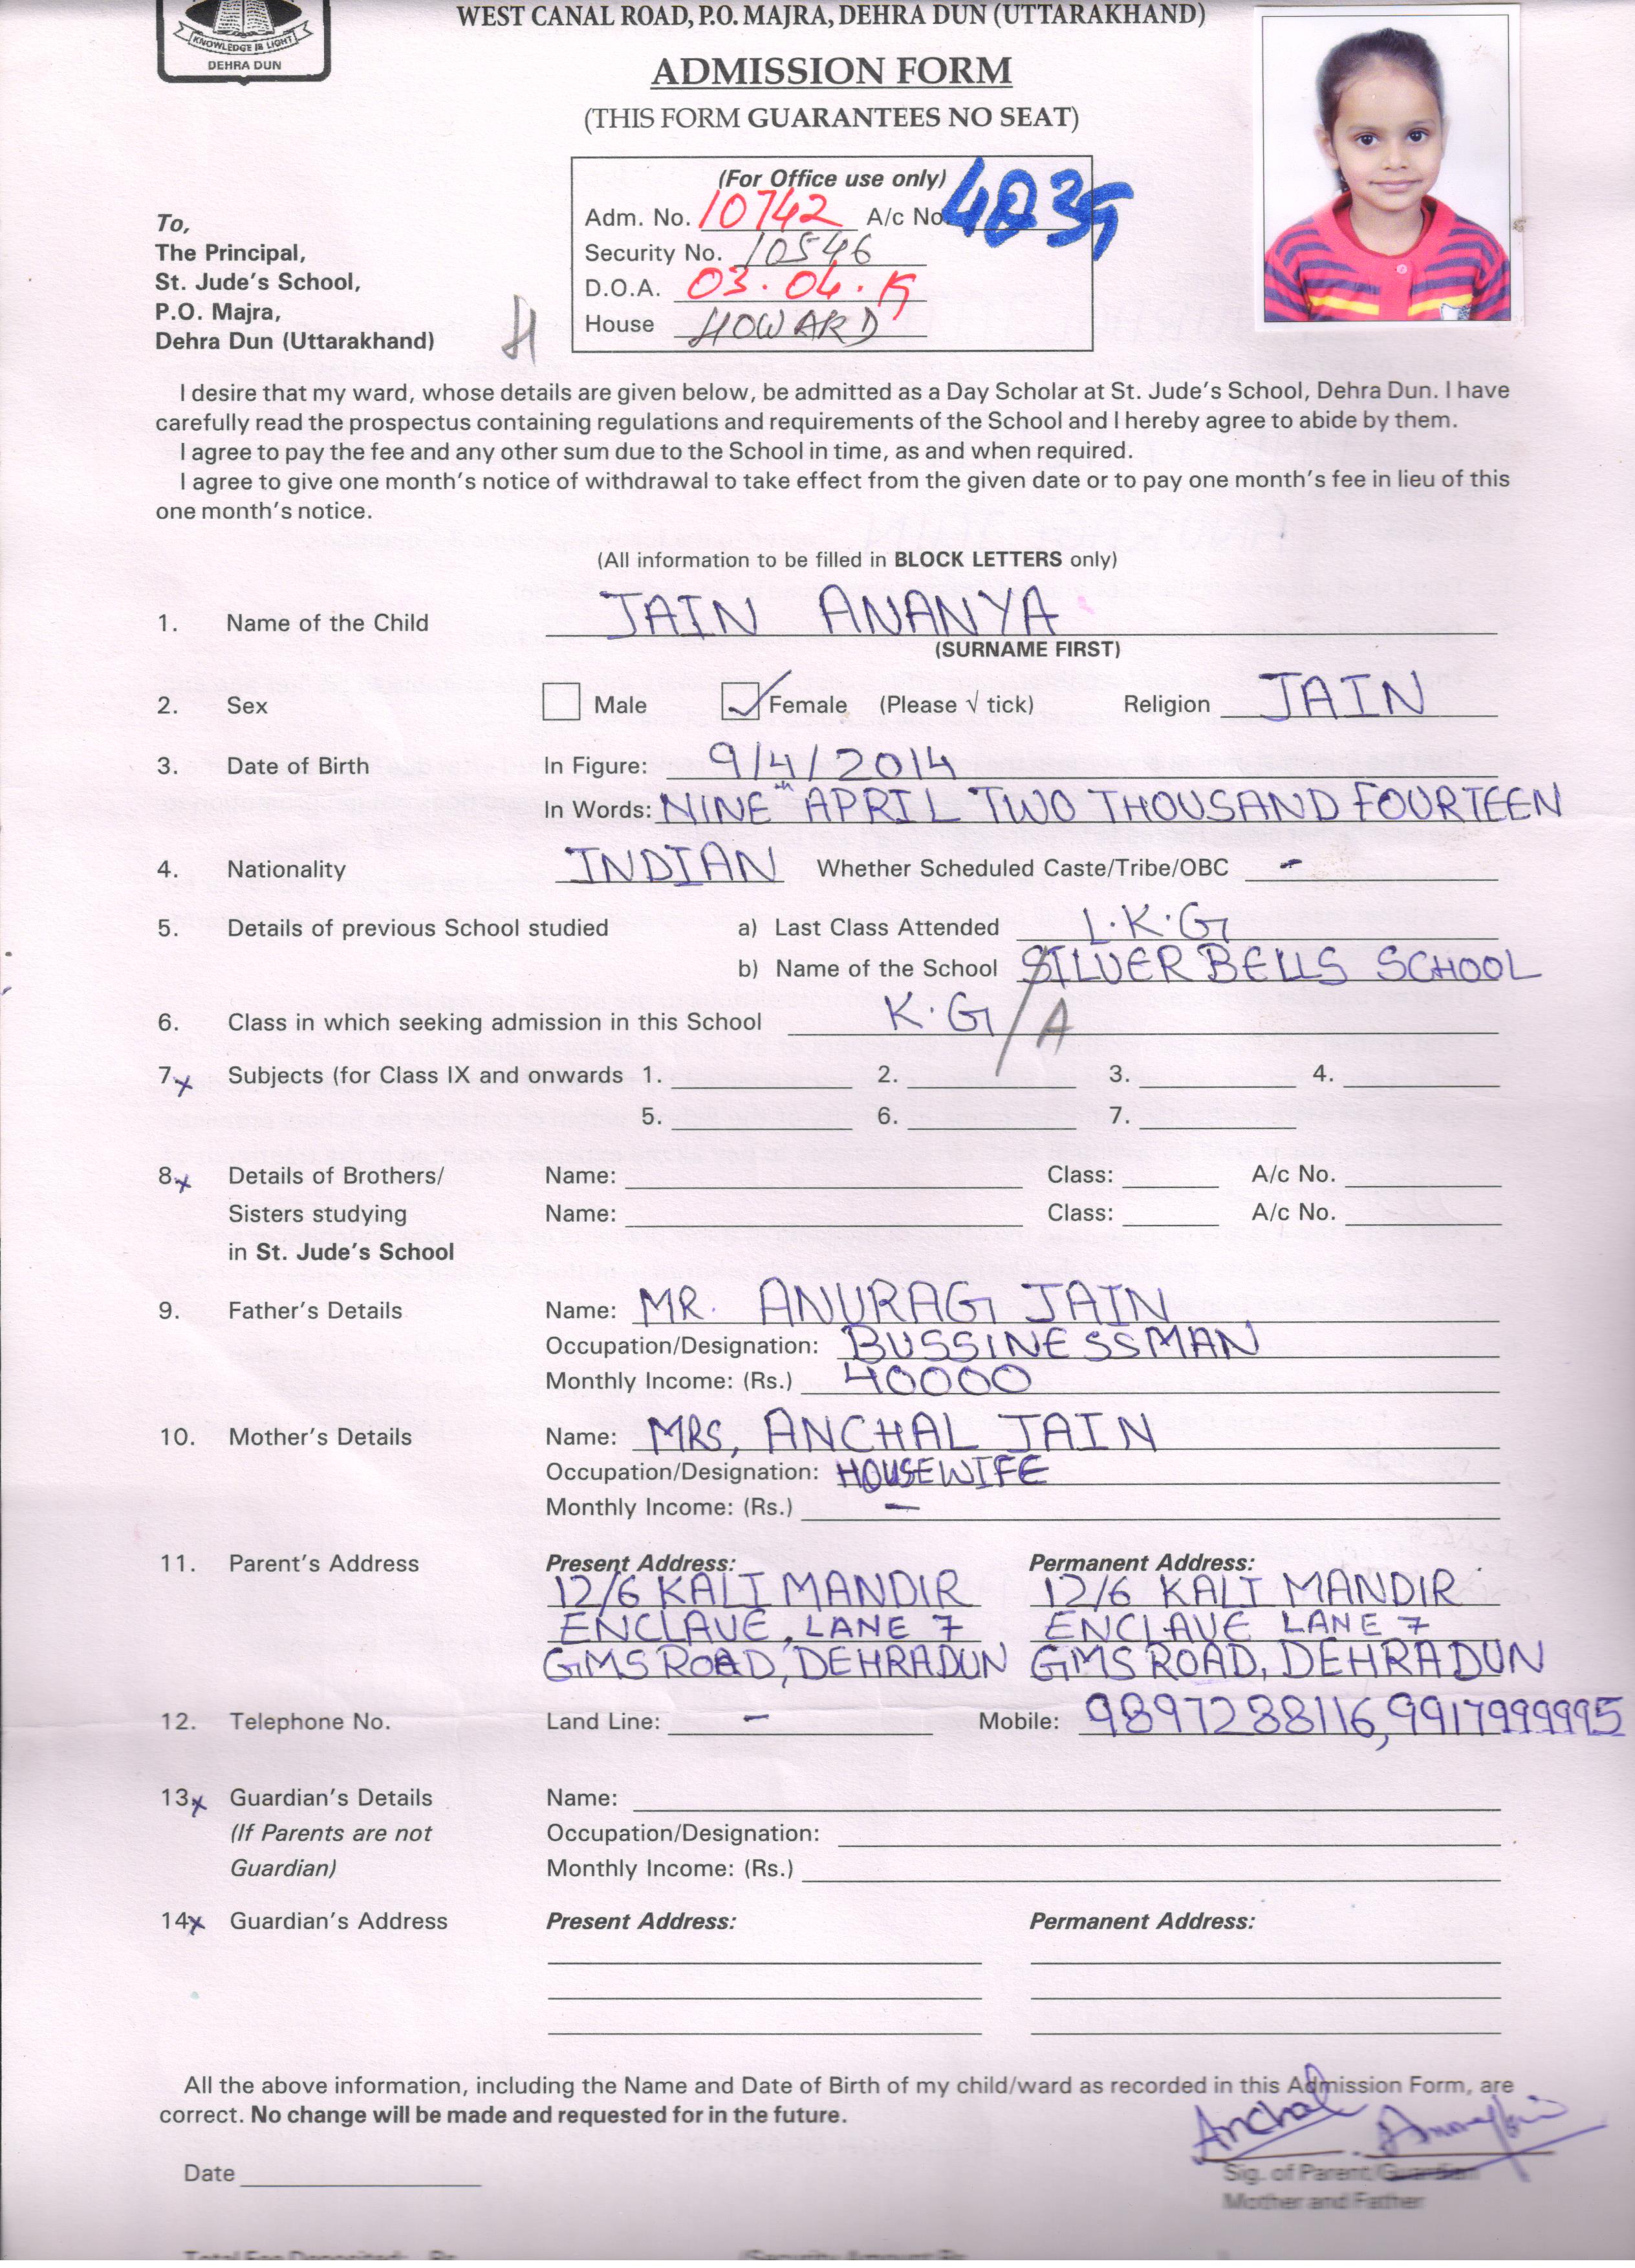 WEST CANAL ROAD, P.O. MAJRA, DEHRA DUN (UTTARAKHAND)
KNOWLEDGE IS LIGHT
DEHRA DUN
ADMISSION FORM
(THIS FORM GUARANTEES NO SEAT)
(For Office use only)
Adm. No. 10742 A/c No
Security No. 10546
D.O.A. 03.04.19
House HOWARD
H
To,
The Principal,
St. Jude's School,
P.O. Majra,
Dehra Dun (Uttarakhand)
I desire that my ward, whose details are given below, be admitted as a Day Scholar at St. Jude's School, Dehra Dun. I have
carefully read the prospectus containing regulations and requirements of the School and I hereby agree to abide by them.
I agree to pay the fee and any other sum due to the School in time, as and when required.
I agree to give one month's notice of withdrawal to take effect from the given date or to pay one month's fee in lieu of this
one month's notice.
(All information to be filled in BLOCK LETTERS only)
1. Name of the Child JAIN ANANYA
(SURNAME FIRST)
2. Sex Male Female (Please √ tick) Religion JAIN
3. Date of Birth In Figure: 9/4/2014
In Words: NINE th APRIL TWO THOUSAND FOURTEEN
4. Nationality INDIAN Whether Scheduled Caste/Tribe/OBC -
5. Details of previous School studied a) Last Class Attended L.K.G
b) Name of the School SILVER BELLS SCHOOL
6. Class in which seeking admission in this School K.G/A
7. x Subjects (for Class IX and onwards 1. 2. 3. 4.
5. 6. 7.
8. x Details of Brothers/ Name: Class: A/c No.
Sisters studying Name: Class: A/c No.
in St. Jude's School
9. Father's Details Name: MR. ANURAG JAIN
Occupation/Designation: BUSSINESSMAN
Monthly Income: (Rs.) 40000
10. Mother's Details Name: MRS, ANCHAL JAIN
Occupation/Designation: HOUSEWIFE
Monthly Income: (Rs.) -
11. Parent's Address Present Address: Permanent Address:
12/6 KALI MANDIR 12/6 KALI MANDIR
ENCLAVE, LANE 7 ENCLAVE LANE 7
GMS ROAD, DEHRADUN GMS ROAD, DEHRADUN
12. Telephone No. Land Line: - Mobile: 9897288116, 9917999995
13. x Guardian's Details Name:
(If Parents are not Occupation/Designation:
Guardian) Monthly Income: (Rs.)
14. x Guardian's Address Present Address: Permanent Address:
All the above information, including the Name and Date of Birth of my child/ward as recorded in this Admission Form, are
correct. No change will be made and requested for in the future.
Anchal
Date Sig. of Parent/Guardian
Mother and Father